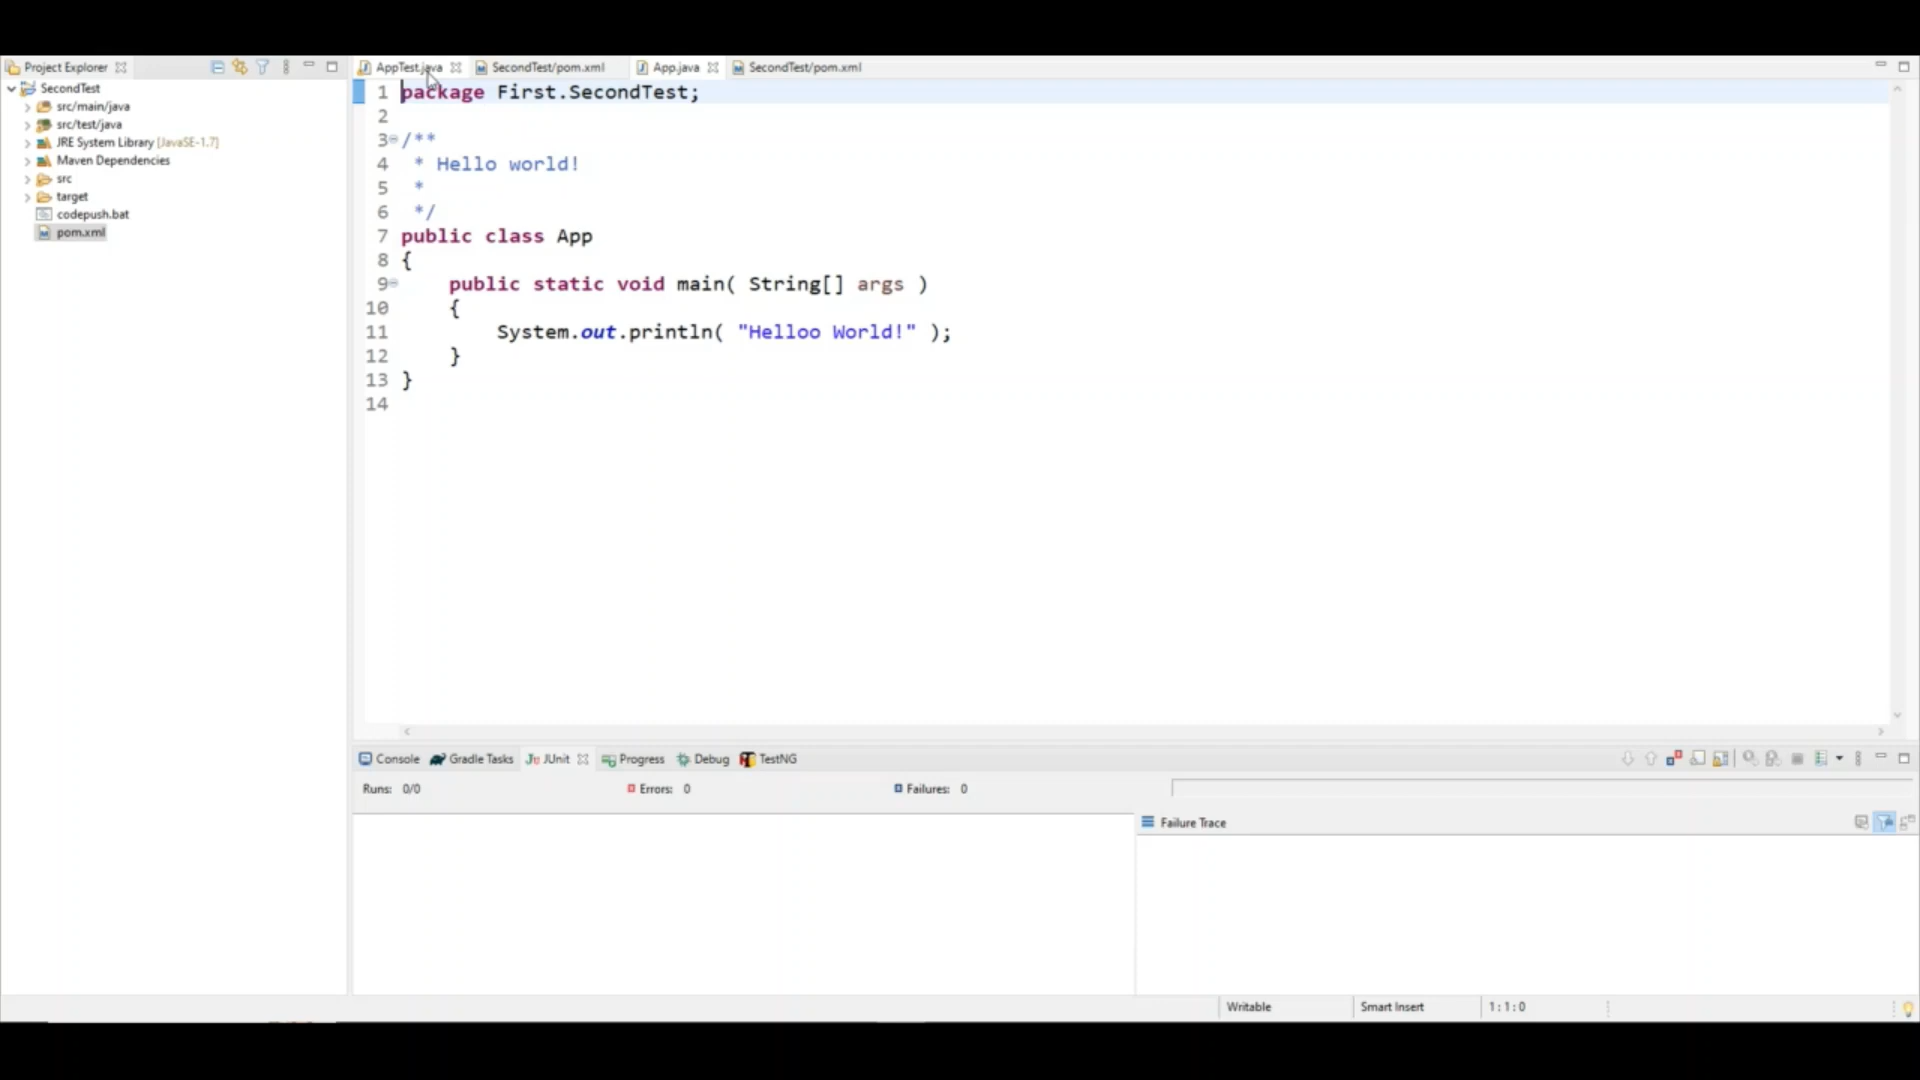 Project Explorer
SecondTest
src/main/java
src/test/java
JRE System Library [JavaSE-1.7]
Maven Dependencies
src
target
codepush.bat
pom.xml
AppTest.java SecondTest/pom.xml App.java SecondTest/pom.xml
1 package First.SecondTest;
2
3 /**
4 * Hello world!
5 *
6 */
7 public class App
8 {
9 public static void main( String[] args )
10 {
11 System.out.println( "Helloo World!" );
12 }
13 }
14
Console Gradle Tasks Ju JUnit Progress Debug TestNG
Runs: 0/0 Errors: 0 Failures: 0
Failure Trace
Writable Smart Insert 1 : 1 : 0